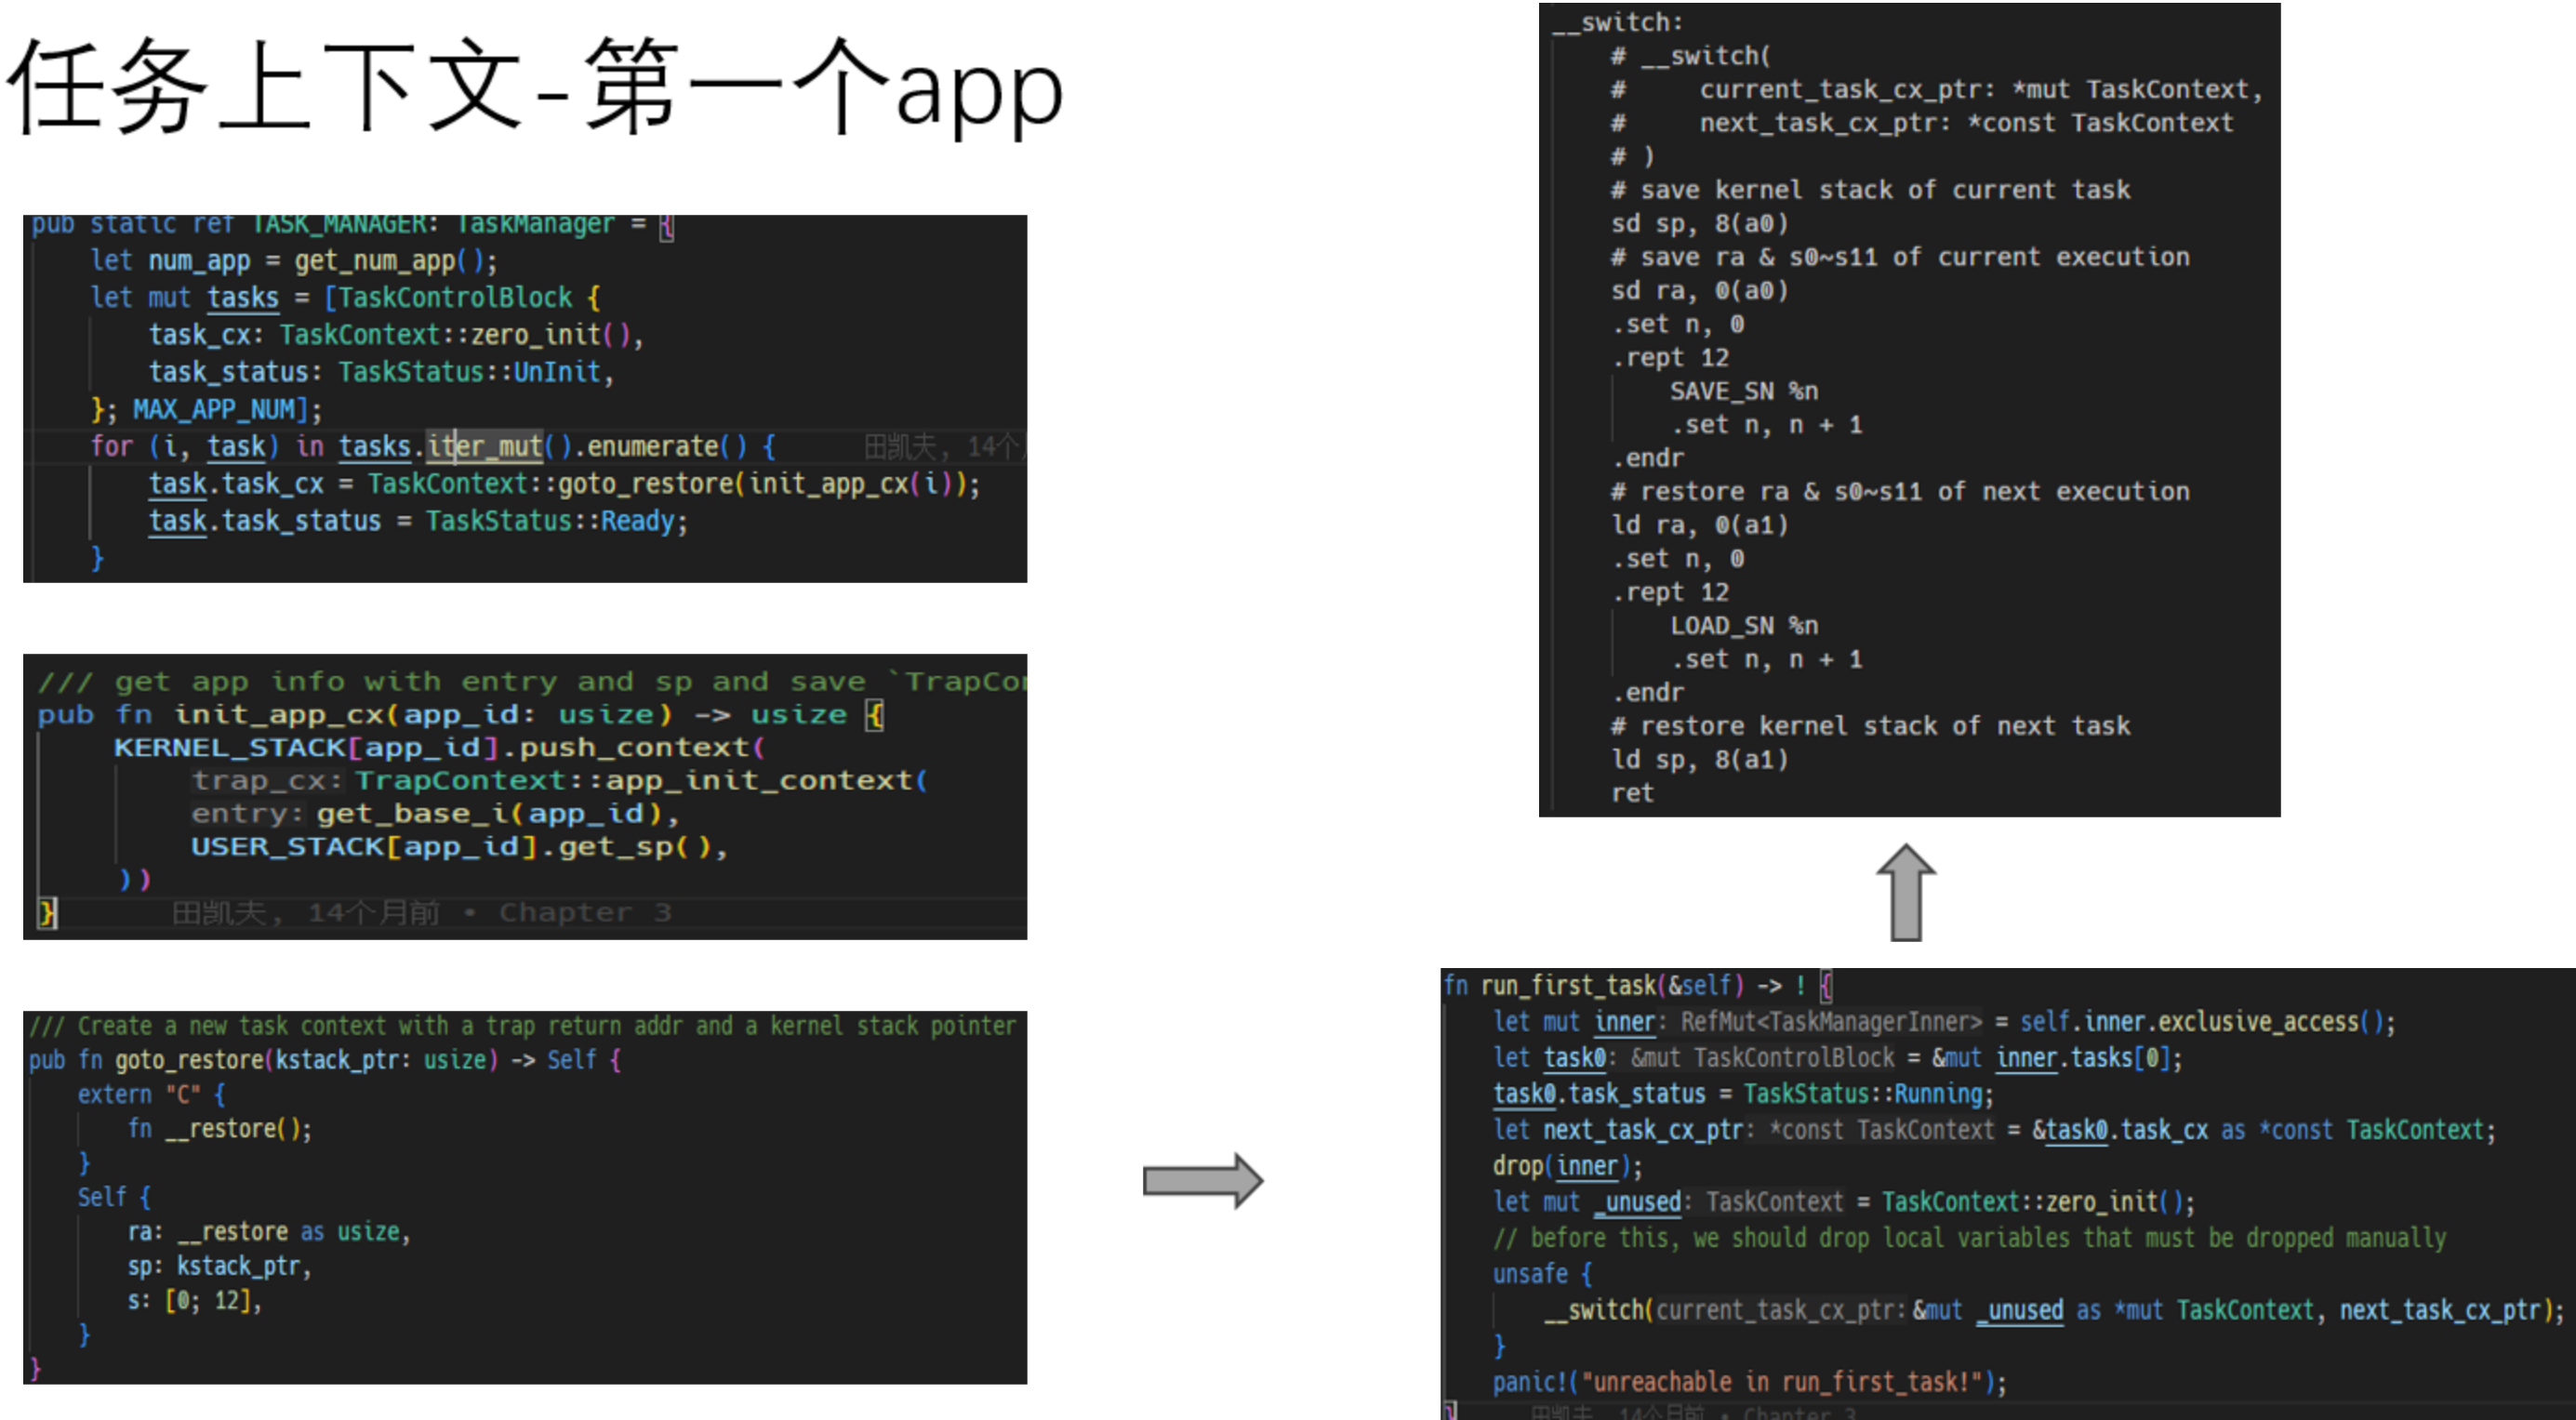 任务上下文-第一个app
pub static ref TASK_MANAGER: TaskManager = {
    let num_app = get_num_app();
    let mut tasks = [TaskControlBlock {
        task_cx: TaskContext::zero_init(),
        task_status: TaskStatus::UnInit,
    }; MAX_APP_NUM];
    for (i, task) in tasks.iter_mut().enumerate() {        田凯夫, 14个
        task.task_cx = TaskContext::goto_restore(init_app_cx(i));
        task.task_status = TaskStatus::Ready;
    }
/// get app info with entry and sp and save `TrapCon
pub fn init_app_cx(app_id: usize) -> usize {
    KERNEL_STACK[app_id].push_context(
        trap_cx: TrapContext::app_init_context(
        entry: get_base_i(app_id),
        USER_STACK[app_id].get_sp(),
    ))
}        田凯夫, 14个月前 • Chapter 3
/// Create a new task context with a trap return addr and a kernel stack pointer
pub fn goto_restore(kstack_ptr: usize) -> Self {
    extern "C" {
        fn __restore();
    }
    Self {
        ra: __restore as usize,
        sp: kstack_ptr,
        s: [0; 12],
    }
}
__switch:
    # __switch(
    #     current_task_cx_ptr: *mut TaskContext,
    #     next_task_cx_ptr: *const TaskContext
    # )
    # save kernel stack of current task
    sd sp, 8(a0)
    # save ra & s0~s11 of current execution
    sd ra, 0(a0)
    .set n, 0
    .rept 12
        SAVE_SN %n
        .set n, n + 1
    .endr
    # restore ra & s0~s11 of next execution
    ld ra, 0(a1)
    .set n, 0
    .rept 12
        LOAD_SN %n
        .set n, n + 1
    .endr
    # restore kernel stack of next task
    ld sp, 8(a1)
    ret
fn run_first_task(&self) -> ! {
    let mut inner: RefMut<TaskManagerInner> = self.inner.exclusive_access();
    let task0: &mut TaskControlBlock = &mut inner.tasks[0];
    task0.task_status = TaskStatus::Running;
    let next_task_cx_ptr: *const TaskContext = &task0.task_cx as *const TaskContext;
    drop(inner);
    let mut _unused: TaskContext = TaskContext::zero_init();
    // before this, we should drop local variables that must be dropped manually
    unsafe {
        __switch(current_task_cx_ptr: &mut _unused as *mut TaskContext, next_task_cx_ptr);
    }
    panic!("unreachable in run_first_task!");
}        田凯夫, 14个月前 • Chapter 3